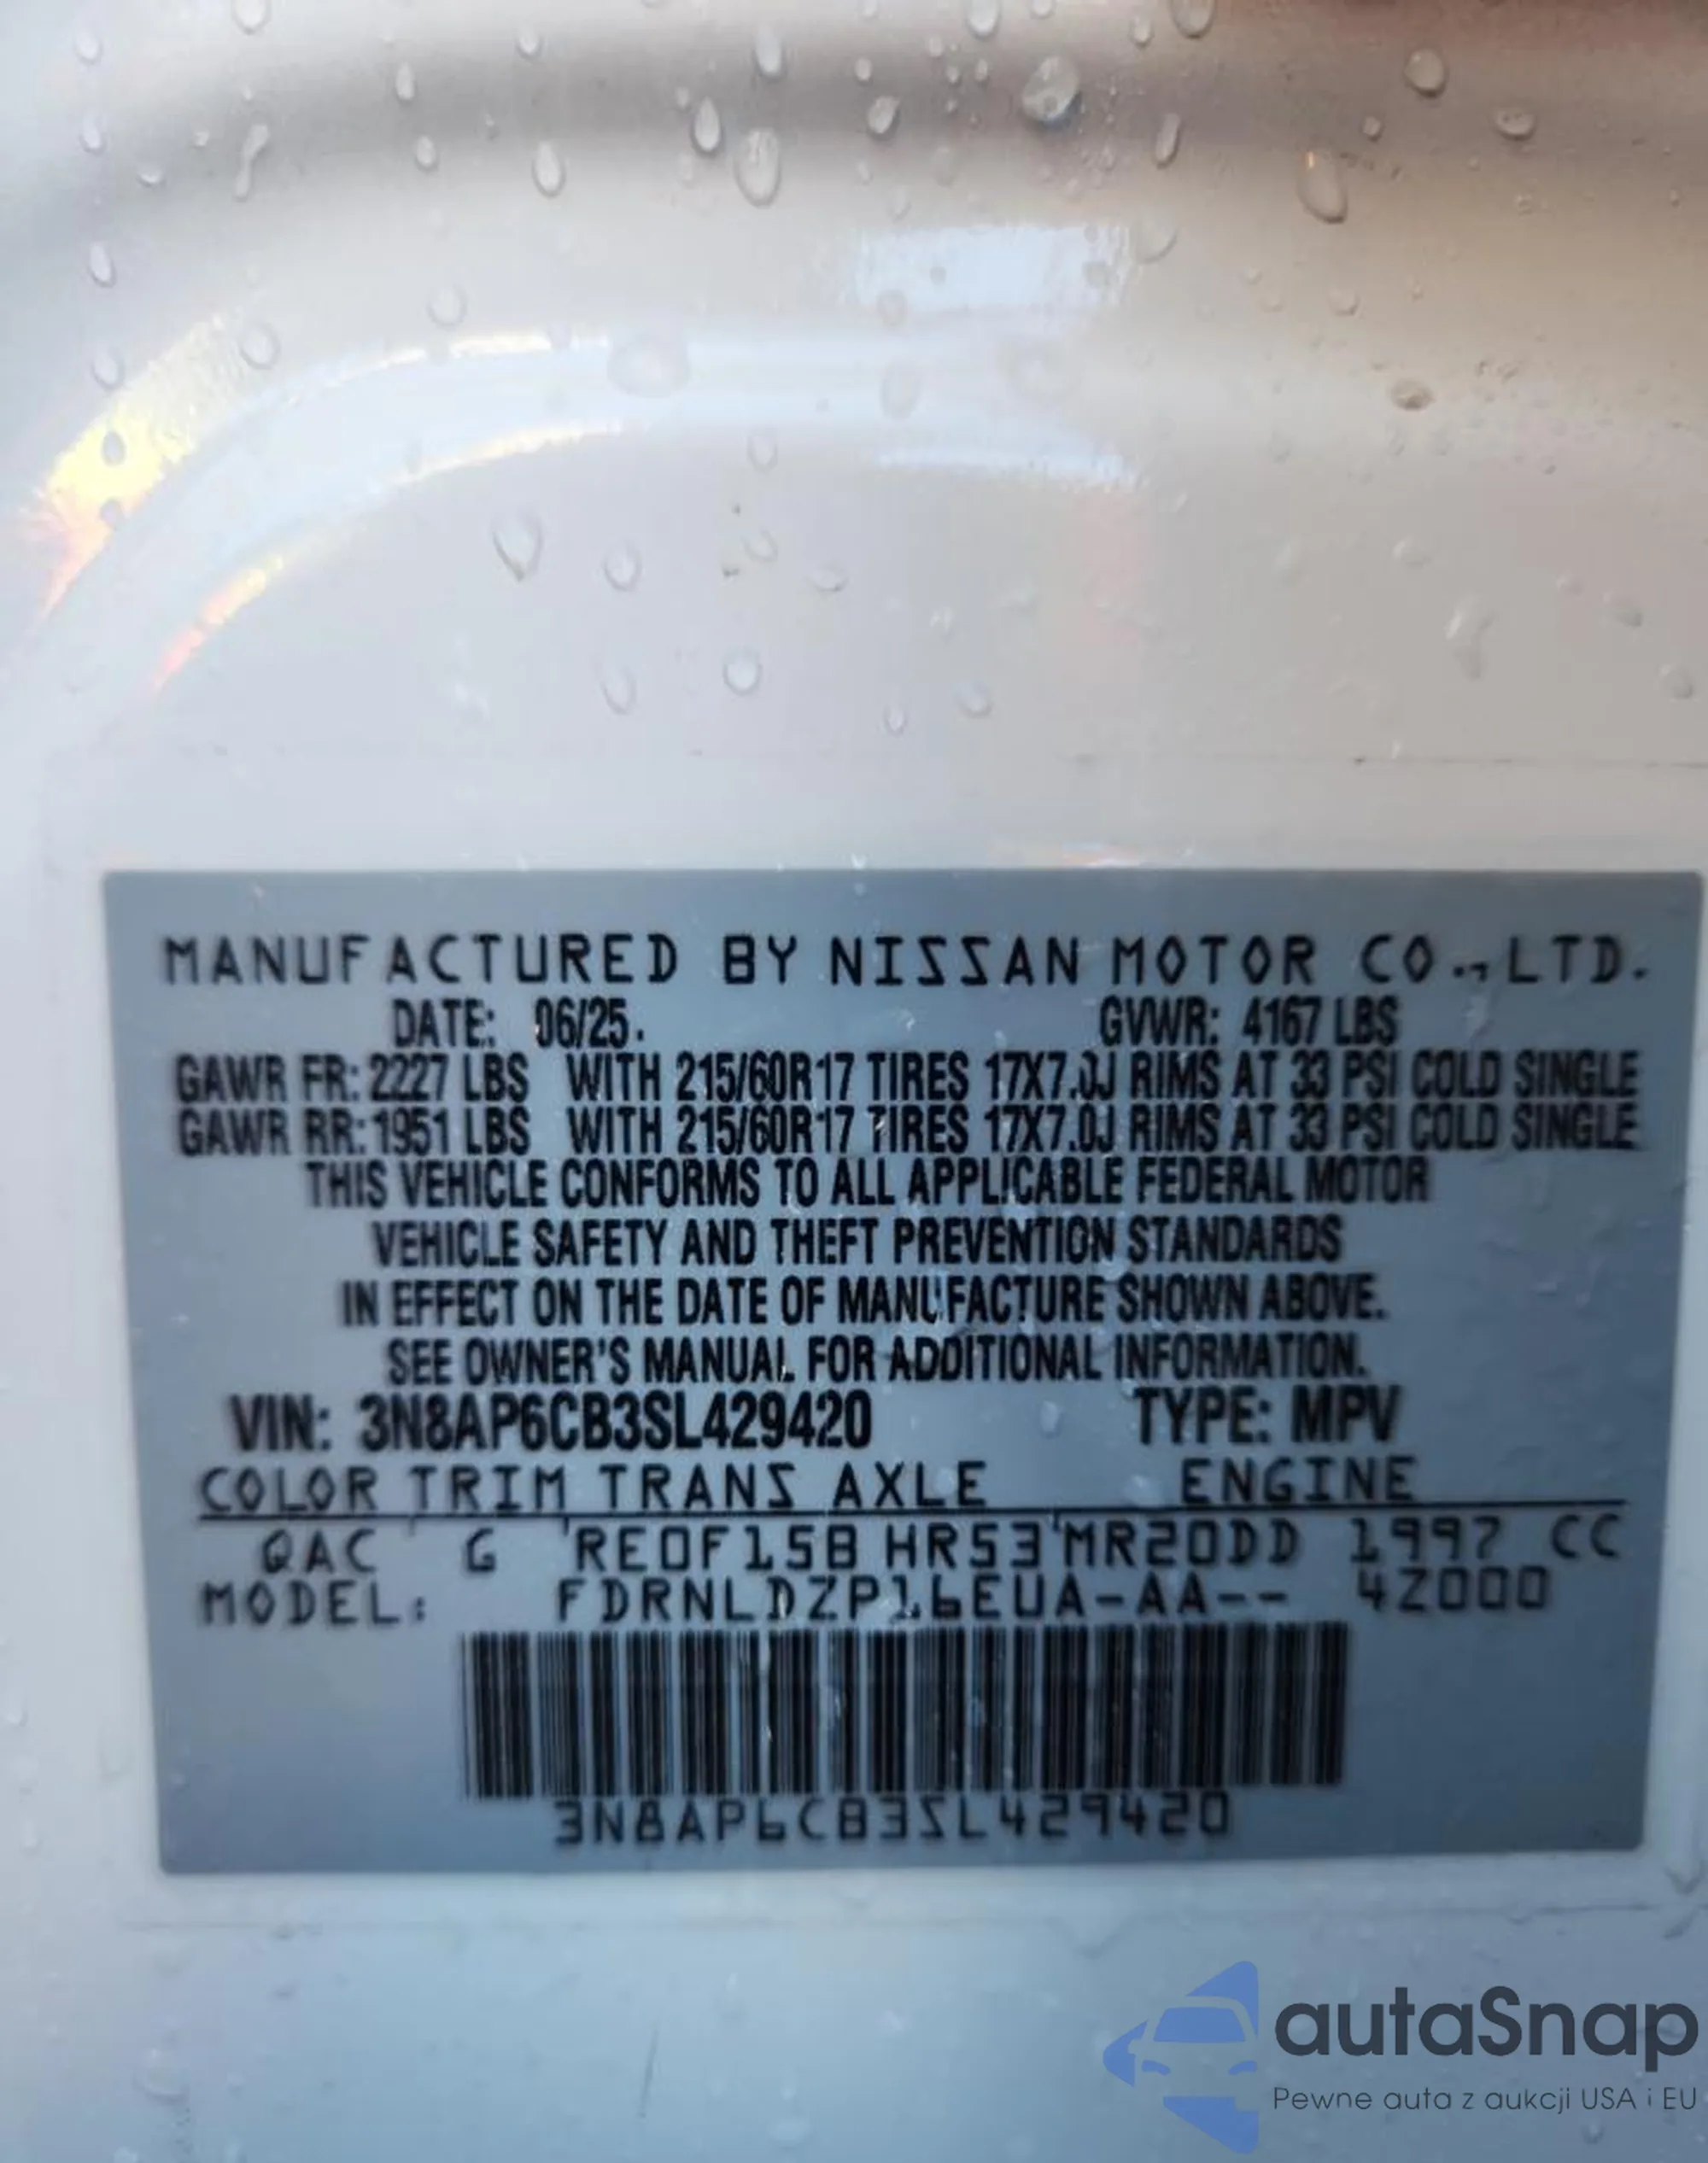 MANUFACTURED BY NISSAN MOTOR CO.,LTD.
DATE: 06/25. GVWR: 4167 LBS
GAWR FR: 2227 LBS WITH 215/60R17 TIRES 17X7.0J RIMS AT 33 PSI COLD SINGLE
GAWR RR: 1951 LBS WITH 215/60R17 TIRES 17X7.0J RIMS AT 33 PSI COLD SINGLE
THIS VEHICLE CONFORMS TO ALL APPLICABLE FEDERAL MOTOR
VEHICLE SAFETY AND THEFT PREVENTION STANDARDS
IN EFFECT ON THE DATE OF MANUFACTURE SHOWN ABOVE.
SEE OWNER'S MANUAL FOR ADDITIONAL INFORMATION.
VIN: 3N8AP6CB3SL429420 TYPE: MPV
COLOR TRIM TRANS AXLE ENGINE
QAC G RE0F15B HR53 MR20DD 1997 CC
MODEL: FDRNLDZP16EUA-AA-- 4Z000
3N8AP6CB3SL429420
autaSnap
Pewne auta z aukcji USA i EU